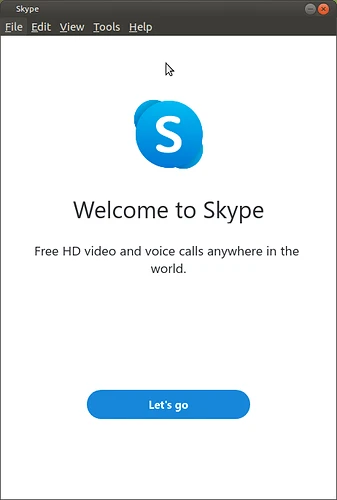 Skype
File Edit View Tools Help
S
Welcome to Skype
Free HD video and voice calls anywhere in the
world.
Let's go